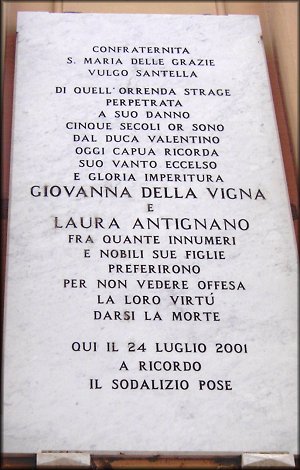 CONFRATERNITA
S. MARIA DELLE GRAZIE
VULGO SANTELLA
DI QUELL'ORRENDA STRAGE
PERPETRATA
A SUO DANNO
CINQUE SECOLI OR SONO
DAL DUCA VALENTINO
OGGI CAPUA RICORDA
SUO VANTO ECCELSO
E GLORIA IMPERITURA
GIOVANNA DELLA VIGNA
E
LAURA ANTIGNANO
FRA QUANTE INNUMERI
E NOBILI SUE FIGLIE
PREFERIRONO
PER NON VEDERE OFFESA
LA LORO VIRTÚ
DARSI LA MORTE
QUI IL 24 LUGLIO 2001
A RICORDO
IL SODALIZIO POSE